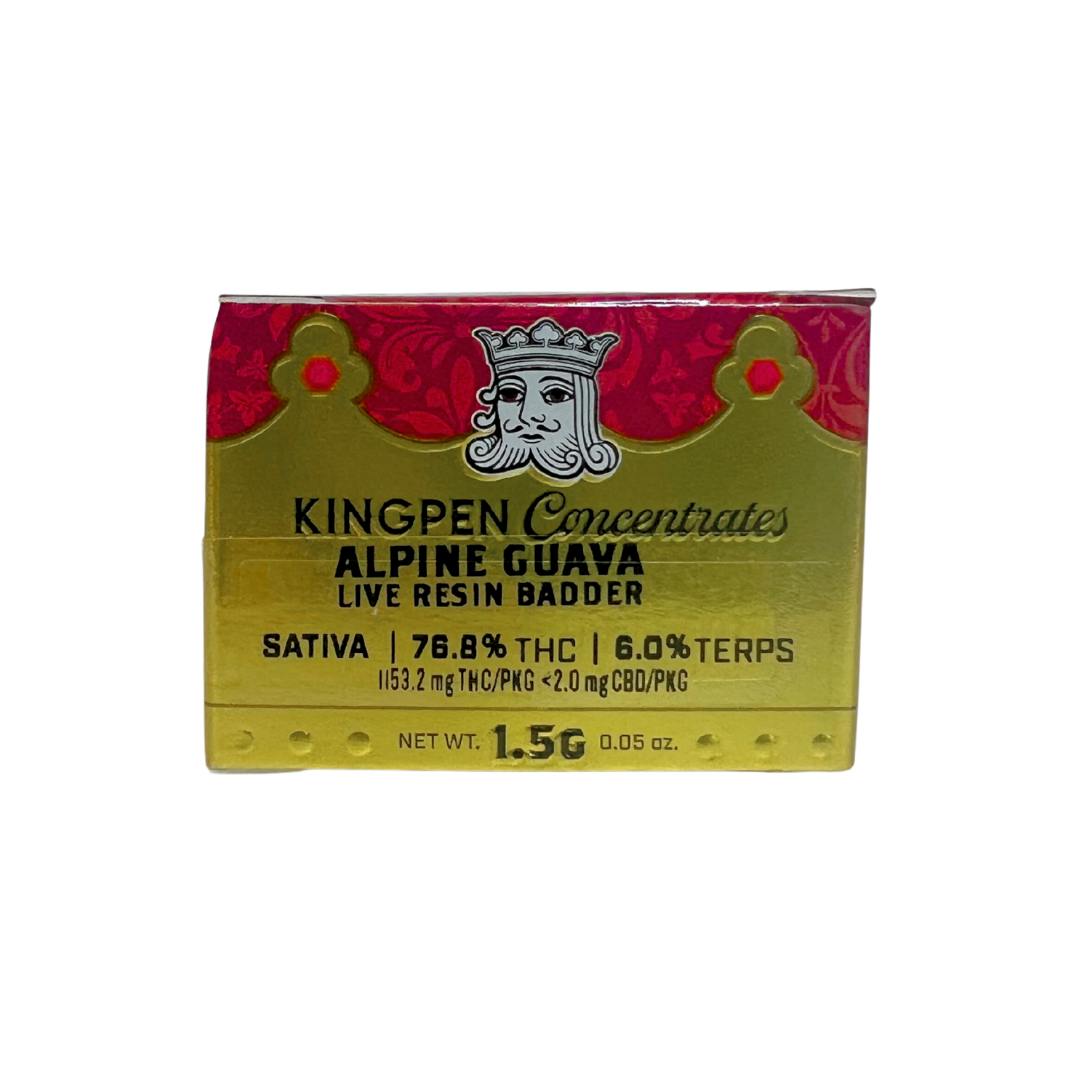 KINGPEN Concentrates
ALPINE GUAVA
LIVE RESIN BADDER
SATIVA | 76.8% THC | 6.0% TERPS
1153.2 mg THC/PKG <2.0 mg CBD/PKG
NET WT. 1.5G 0.05 oz.